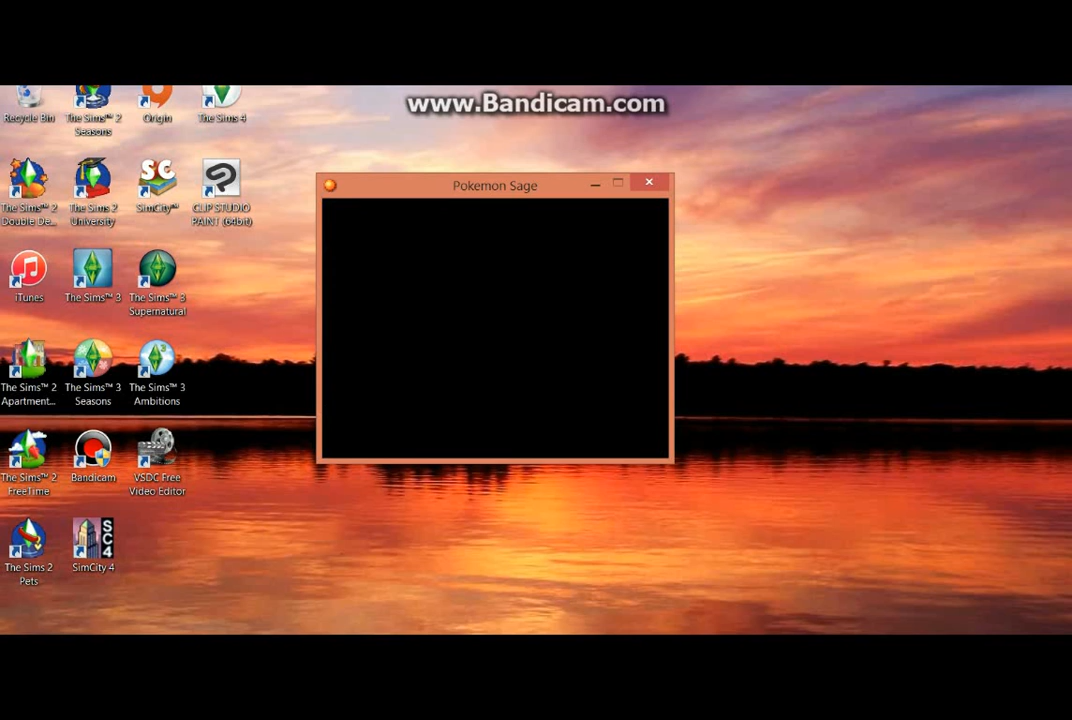 www.Bandicam.com
Recycle Bin
The Sims™ 2
Seasons
Origin
The Sims 4
Pokemon Sage
The Sims™ 2
Double De...
The Sims 2
University
SimCity™
CLIP STUDIO
PAINT (64bit)
SC
iTunes
The Sims™ 3
The Sims™ 3
Supernatural
The Sims™ 2
Apartment...
The Sims™ 3
Seasons
The Sims™ 3
Ambitions
The Sims™ 2
FreeTime
Bandicam
VSDC Free
Video Editor
The Sims 2
Pets
SC4
SimCity 4